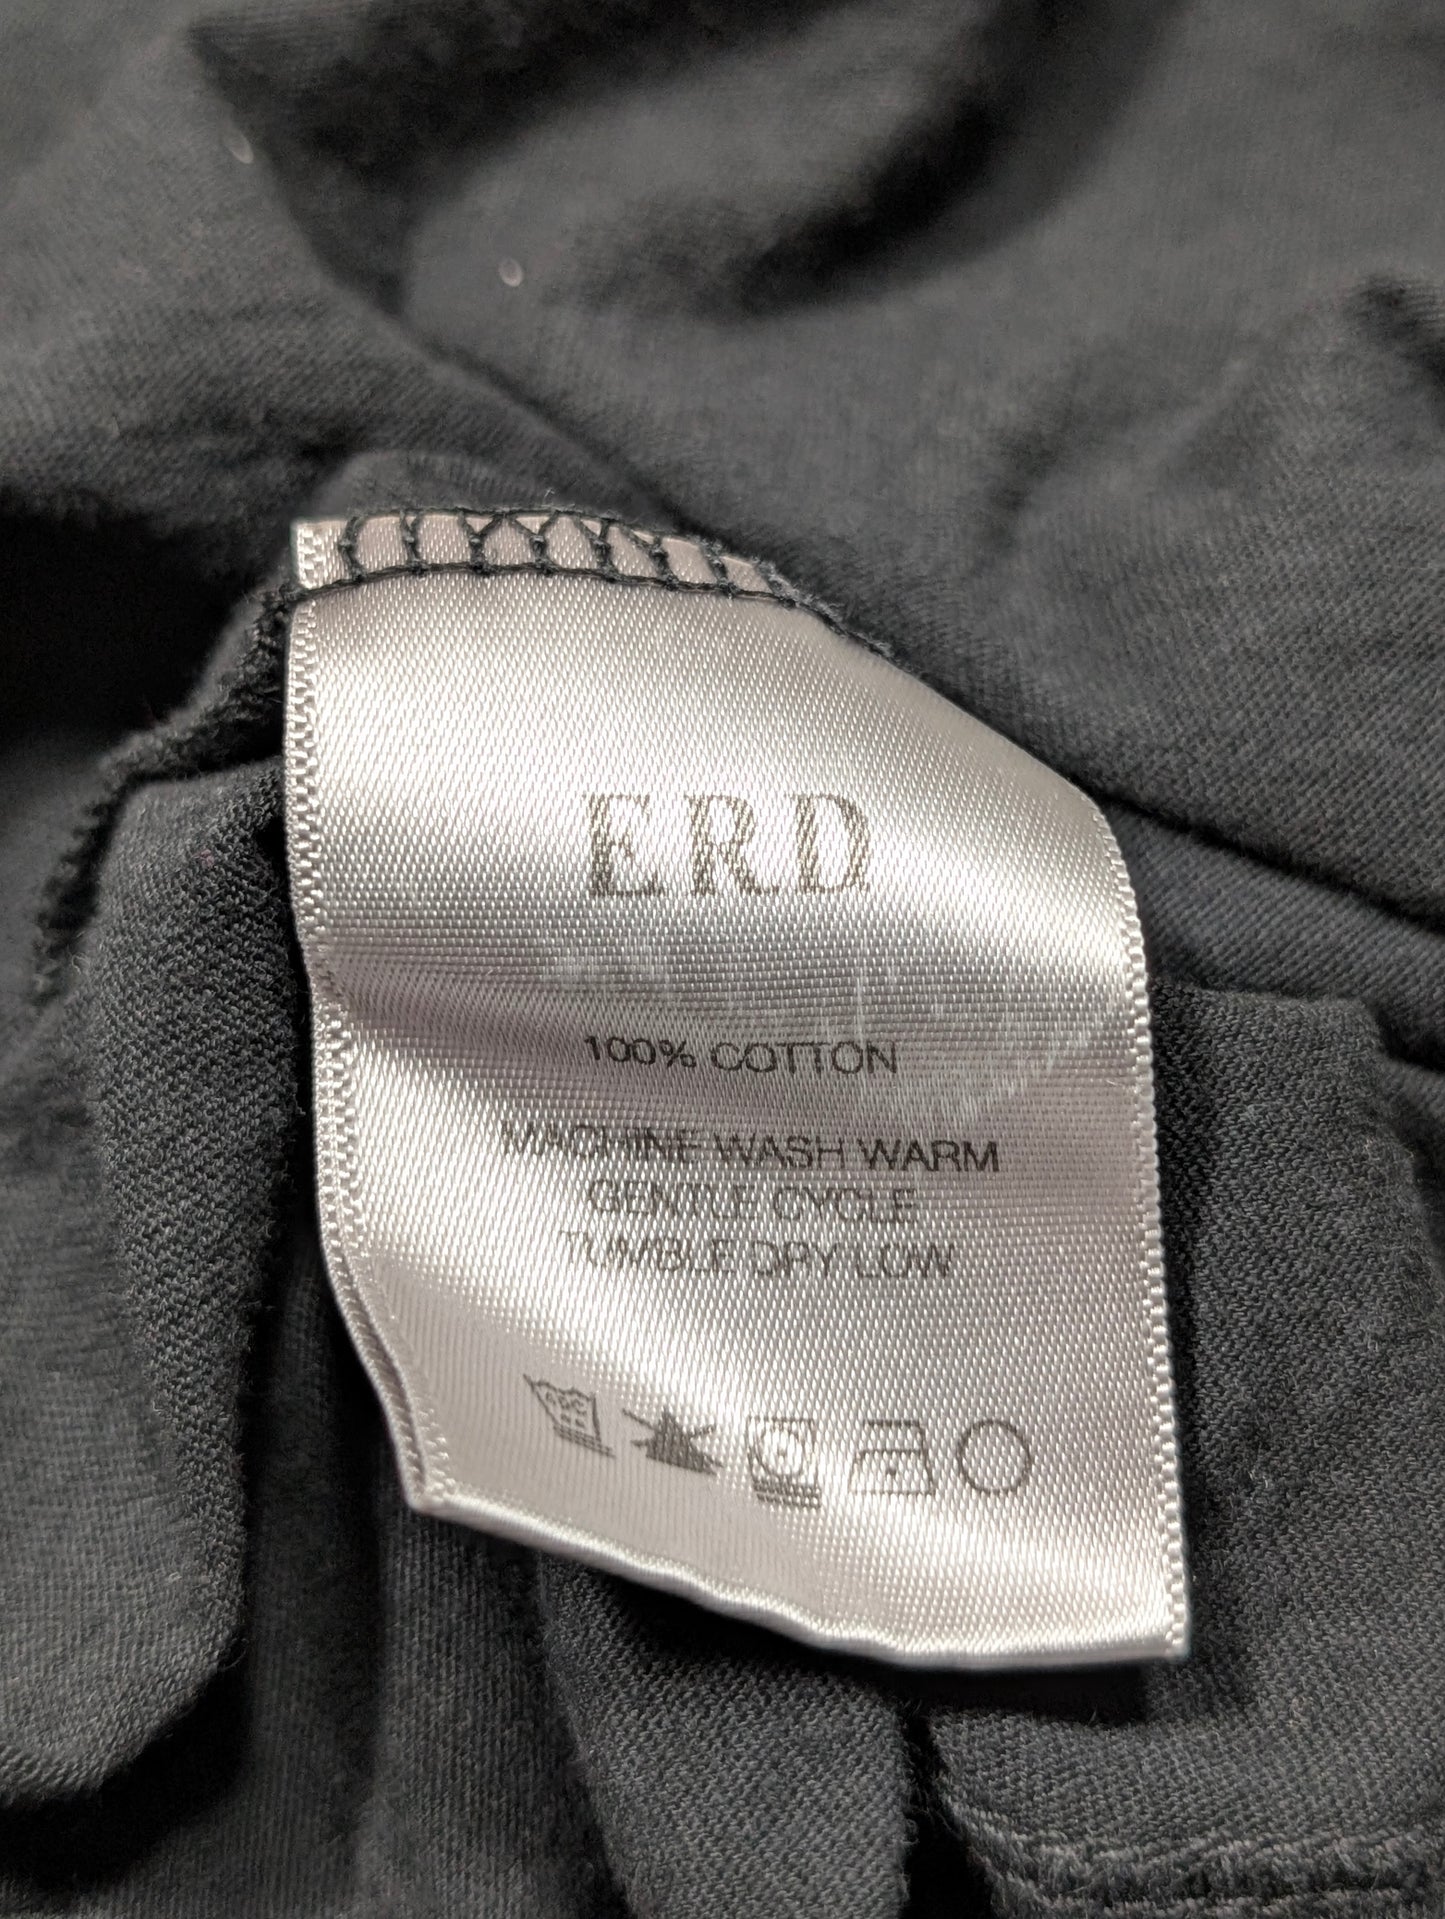 ERD
100% COTTON
MACHINE WASH WARM
GENTLE CYCLE
TUMBLE DRY LOW